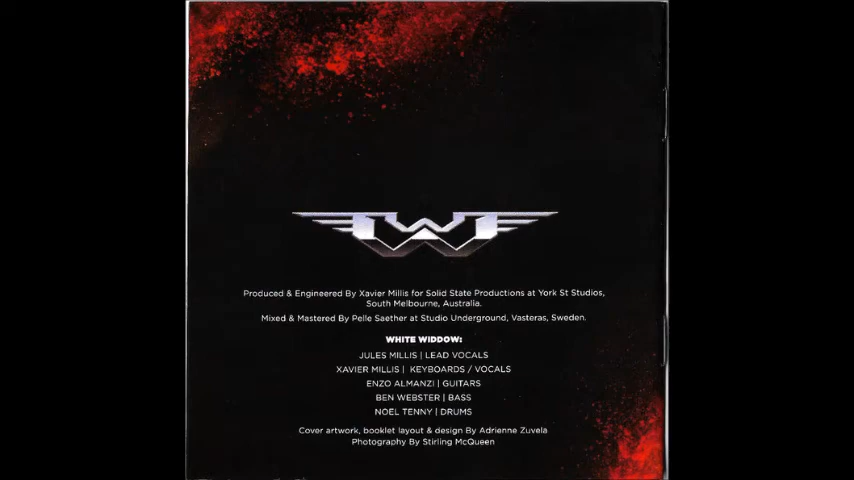 W
Produced & Engineered By Xavier Millis for Solid State Productions at York St Studios,
South Melbourne, Australia.
Mixed & Mastered By Pelle Saether at Studio Underground, Vasteras, Sweden.
WHITE WIDDOW:
JULES MILLIS | LEAD VOCALS
XAVIER MILLIS | KEYBOARDS / VOCALS
ENZO ALMANZI | GUITARS
BEN WEBSTER | BASS
NOEL TENNY | DRUMS
Cover artwork, booklet layout & design By Adrienne Zuvela
Photography By Stirling McQueen